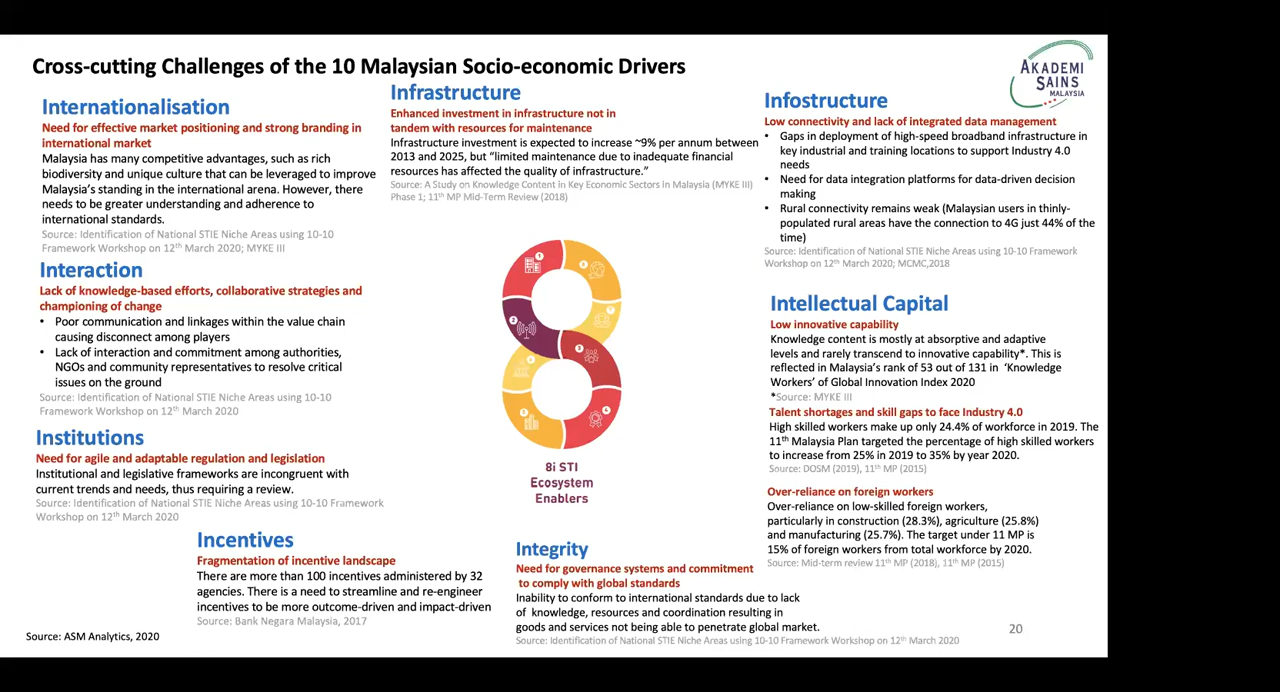 Cross-cutting Challenges of the 10 Malaysian Socio-economic Drivers
AKADEMI
SAINS
MALAYSIA
Internationalisation
Need for effective market positioning and strong branding in
international market
Malaysia has many competitive advantages, such as rich
biodiversity and unique culture that can be leveraged to improve
Malaysia's standing in the international arena. However, there
needs to be greater understanding and adherence to
international standards.
Source: Identification of National STIE Niche Areas using 10-10
Framework Workshop on 12th March 2020; MYKE III
Interaction
Lack of knowledge-based efforts, collaborative strategies and
championing of change
• Poor communication and linkages within the value chain
causing disconnect among players
• Lack of interaction and commitment among authorities,
NGOs and community representatives to resolve critical
issues on the ground
Source: Identification of National STIE Niche Areas using 10-10
Framework Workshop on 12th March 2020
Institutions
Need for agile and adaptable regulation and legislation
Institutional and legislative frameworks are incongruent with
current trends and needs, thus requiring a review.
Source: Identification of National STIE Niche Areas using 10-10 Framework
Workshop on 12th March 2020
Incentives
Fragmentation of incentive landscape
There are more than 100 incentives administered by 32
agencies. There is a need to streamline and re-engineer
incentives to be more outcome-driven and impact-driven
Source: Bank Negara Malaysia, 2017
Infrastructure
Enhanced investment in infrastructure not in
tandem with resources for maintenance
Infrastructure investment is expected to increase ~9% per annum between
2013 and 2025, but "limited maintenance due to inadequate financial
resources has affected the quality of infrastructure."
Source: A Study on Knowledge Content in Key Economic Sectors in Malaysia (MYKE III)
Phase 1; 11th MP Mid-Term Review (2018)
8i STI
Ecosystem
Enablers
Integrity
Need for governance systems and commitment
to comply with global standards
Inability to conform to international standards due to lack
of knowledge, resources and coordination resulting in
goods and services not being able to penetrate global market.
Source: Identification of National STIE Niche Areas using 10-10 Framework Workshop on 12th March 2020
Infostructure
Low connectivity and lack of integrated data management
• Gaps in deployment of high-speed broadband infrastructure in
key industrial and training locations to support Industry 4.0
needs
• Need for data integration platforms for data-driven decision
making
• Rural connectivity remains weak (Malaysian users in thinly-
populated rural areas have the connection to 4G just 44% of the
time)
Source: Identification of National STIE Niche Areas using 10-10 Framework
Workshop on 12th March 2020; MCMC,2018
Intellectual Capital
Low innovative capability
Knowledge content is mostly at absorptive and adaptive
levels and rarely transcend to innovative capability*. This is
reflected in Malaysia's rank of 53 out of 131 in 'Knowledge
Workers' of Global Innovation Index 2020
*Source: MYKE III
Talent shortages and skill gaps to face Industry 4.0
High skilled workers make up only 24.4% of workforce in 2019. The
11th Malaysia Plan targeted the percentage of high skilled workers
to increase from 25% in 2019 to 35% by year 2020.
Source: DOSM (2019), 11th MP (2015)
Over-reliance on foreign workers
Over-reliance on low-skilled foreign workers,
particularly in construction (28.3%), agriculture (25.8%)
and manufacturing (25.7%). The target under 11 MP is
15% of foreign workers from total workforce by 2020.
Source: Mid-term review 11th MP (2018), 11th MP (2015)
Source: ASM Analytics, 2020
20